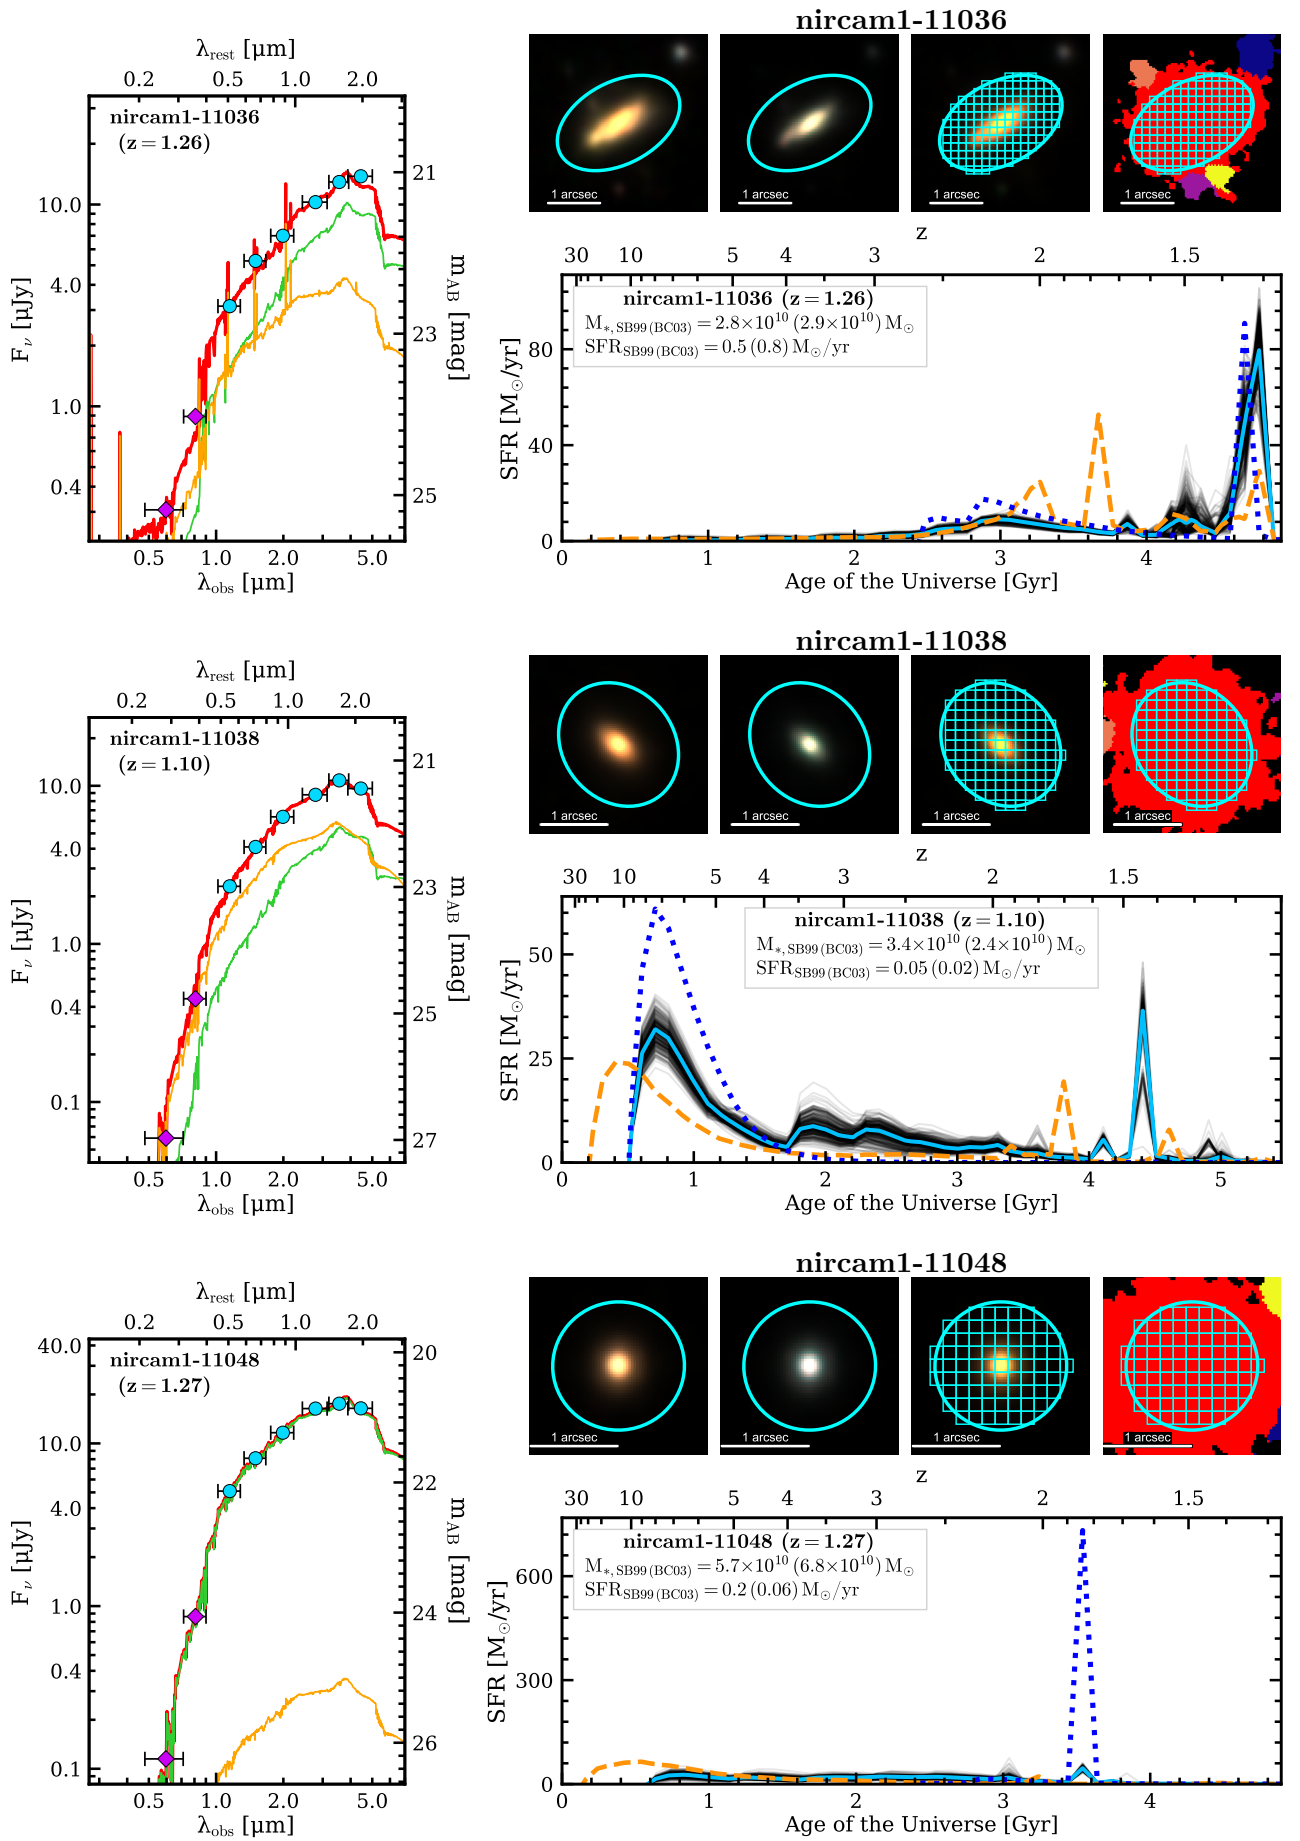 nircam1-11036
λrest [µm]
0.2 0.5 1.0 2.0
nircam1-11036
(z = 1.26)
10.0
4.0
1.0
0.4
Fν [µJy]
21
23
25
mAB [mag]
0.5 1.0 2.0 5.0
λobs [µm]
1 arcsec
1 arcsec
1 arcsec
1 arcsec
z
30 10 5 4 3 2 1.5
nircam1-11036 (z=1.26)
M*, SB99 (BC03) = 2.8×10^10 (2.9×10^10) M⊙
SFRSB99 (BC03) = 0.5 (0.8) M⊙/yr
80
40
0
SFR [M⊙/yr]
0 1 2 3 4
Age of the Universe [Gyr]
nircam1-11038
λrest [µm]
0.2 0.5 1.0 2.0
nircam1-11038
(z = 1.10)
10.0
4.0
1.0
0.4
0.1
Fν [µJy]
21
23
25
27
mAB [mag]
0.5 1.0 2.0 5.0
λobs [µm]
1 arcsec
1 arcsec
1 arcsec
1 arcsec
z
30 10 5 4 3 2 1.5
nircam1-11038 (z=1.10)
M*, SB99 (BC03) = 3.4×10^10 (2.4×10^10) M⊙
SFRSB99 (BC03) = 0.05 (0.02) M⊙/yr
50
25
0
SFR [M⊙/yr]
0 1 2 3 4 5
Age of the Universe [Gyr]
nircam1-11048
λrest [µm]
0.2 0.5 1.0 2.0
nircam1-11048
(z = 1.27)
40.0
10.0
4.0
1.0
0.4
0.1
Fν [µJy]
20
22
24
26
mAB [mag]
0.5 1.0 2.0 5.0
λobs [µm]
1 arcsec
1 arcsec
1 arcsec
1 arcsec
z
30 10 5 4 3 2 1.5
nircam1-11048 (z=1.27)
M*, SB99 (BC03) = 5.7×10^10 (6.8×10^10) M⊙
SFRSB99 (BC03) = 0.2 (0.06) M⊙/yr
600
300
0
SFR [M⊙/yr]
0 1 2 3 4
Age of the Universe [Gyr]